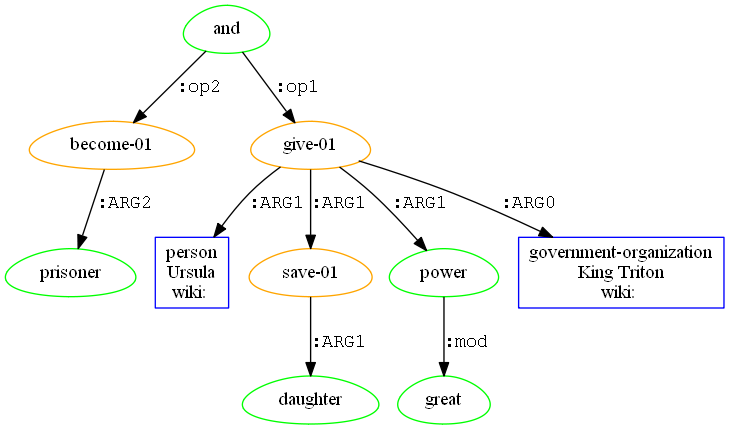 and
:op2
:op1
become-01
give-01
:ARG2
:ARG1
:ARG1
:ARG1
:ARG0
prisoner
person
Ursula
wiki:
save-01
power
government-organization
King Triton
wiki:
:ARG1
:mod
daughter
great